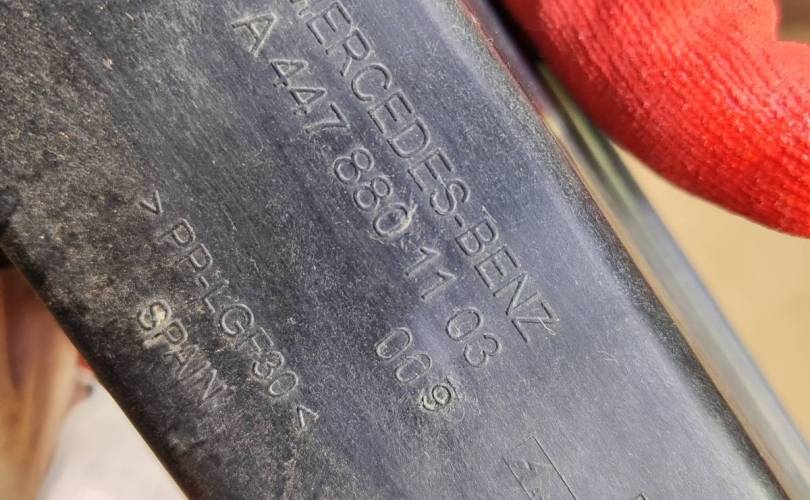 MERCEDES-BENZ
A 447 880 11 03
009
> PP-LGF30 <
SPAIN